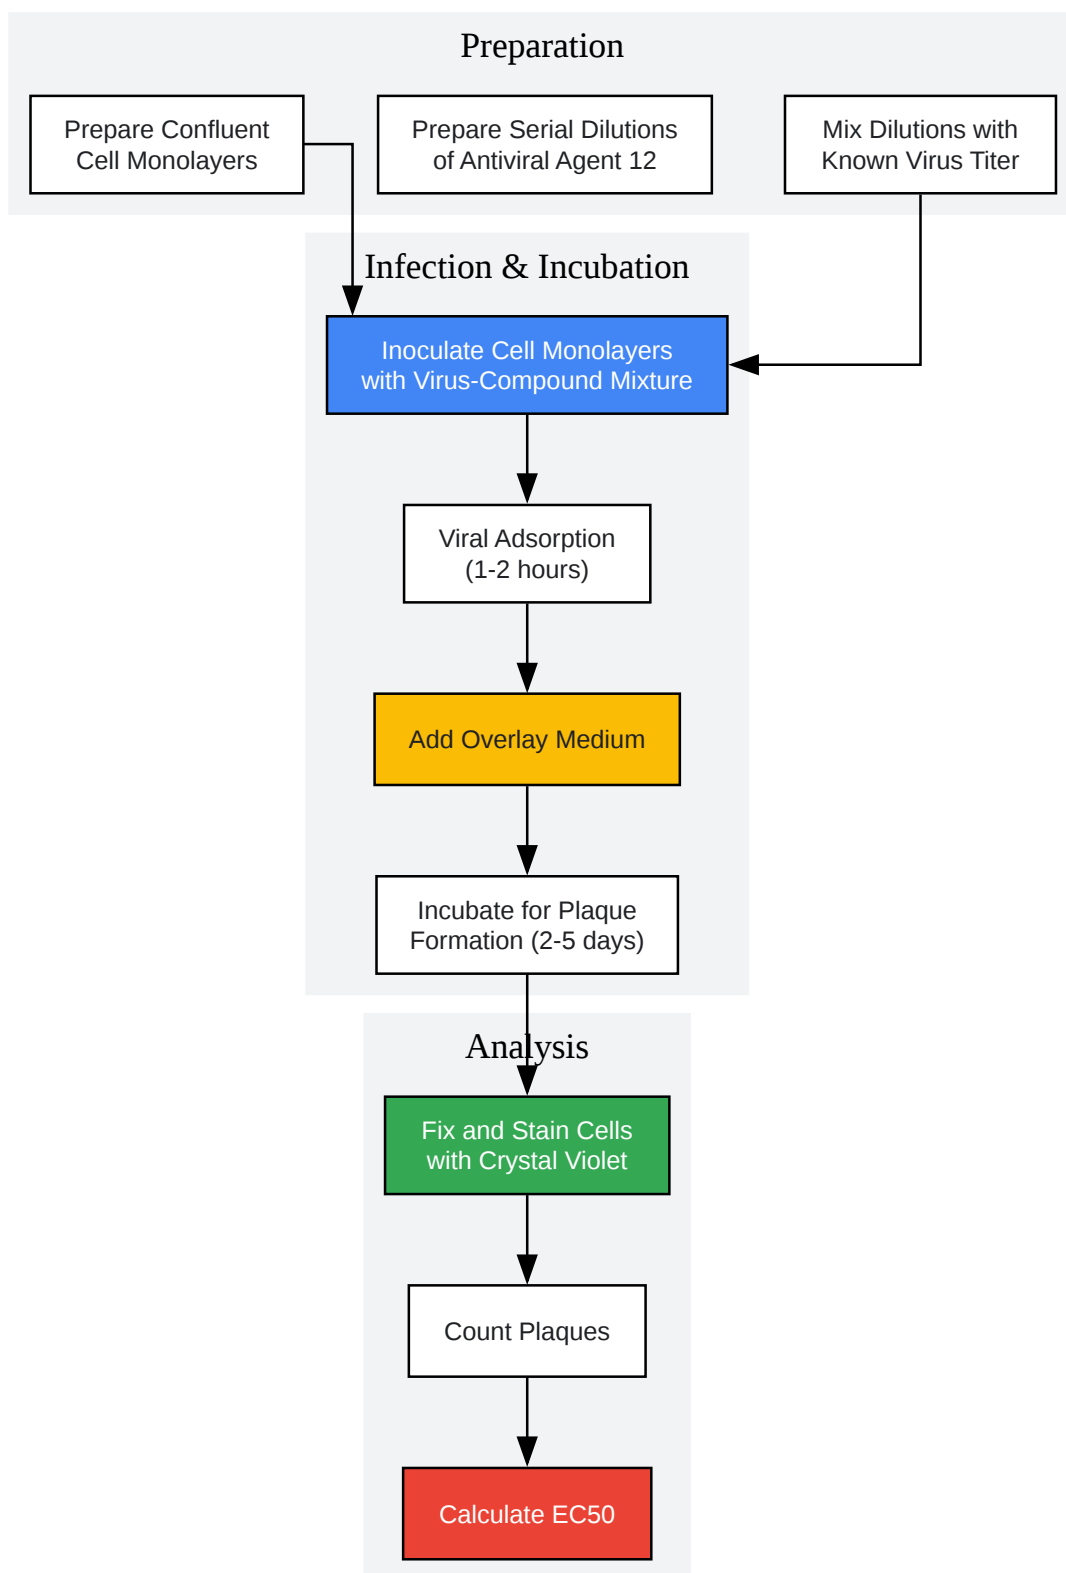 Preparation
Prepare Confluent
Cell Monolayers
Prepare Serial Dilutions
of Antiviral Agent 12
Mix Dilutions with
Known Virus Titer
Infection & Incubation
Inoculate Cell Monolayers
with Virus-Compound Mixture
Viral Adsorption
(1-2 hours)
Add Overlay Medium
Incubate for Plaque
Formation (2-5 days)
Analysis
Fix and Stain Cells
with Crystal Violet
Count Plaques
Calculate EC50